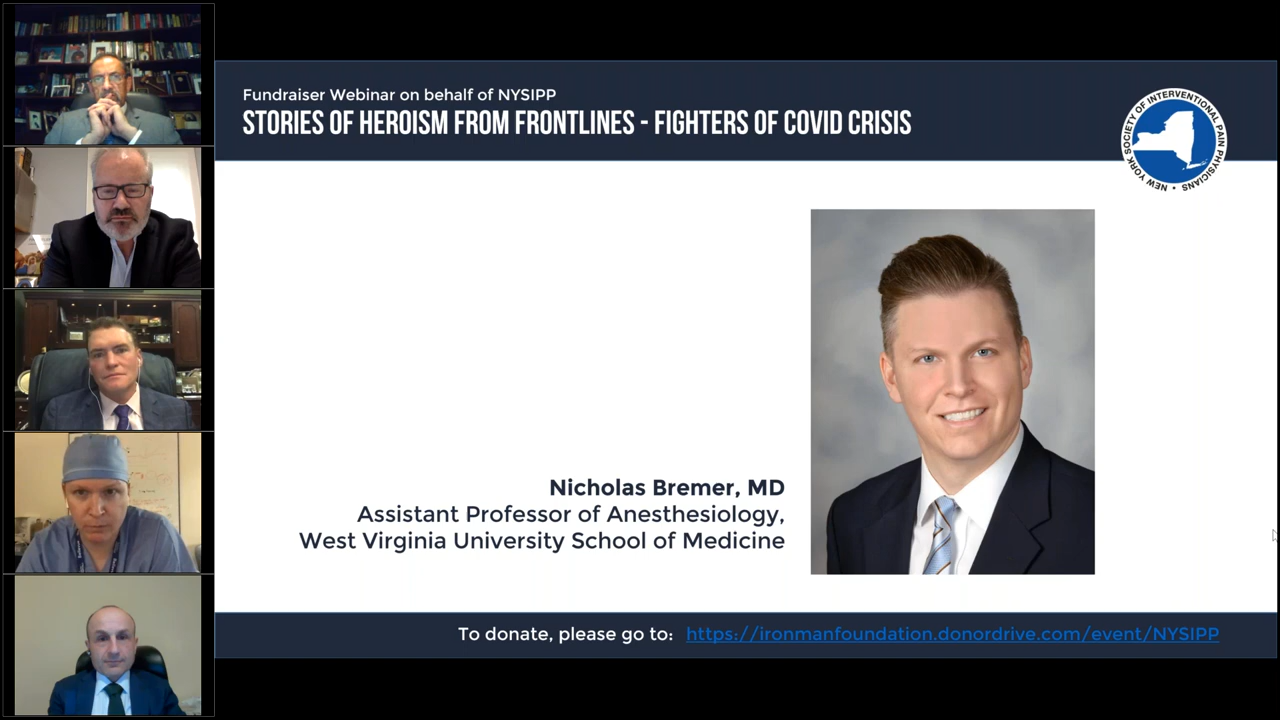 Fundraiser Webinar on behalf of NYSIPP
STORIES OF HEROISM FROM FRONTLINES - FIGHTERS OF COVID CRISIS
NEW YORK SOCIETY OF INTERVENTIONAL PAIN PHYSICIANS •
Nicholas Bremer, MD
Assistant Professor of Anesthesiology,
West Virginia University School of Medicine
To donate, please go to: https://ironmanfoundation.donordrive.com/event/NYSIPP